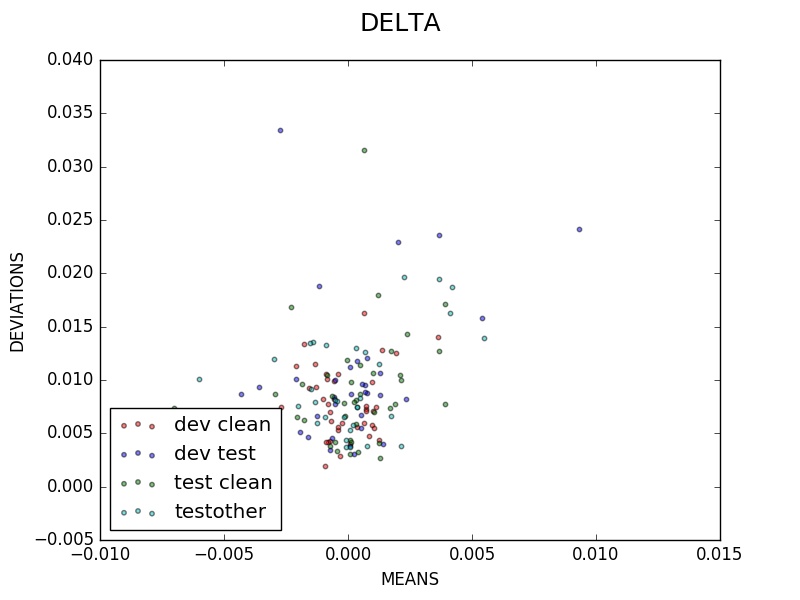 DELTA
0.040
0.035
0.030
0.025
0.020
0.015
0.010
0.005
0.000
−0.005
DEVIATIONS
dev clean
dev test
test clean
testother
−0.010 −0.005 0.000 0.005 0.010 0.015
MEANS